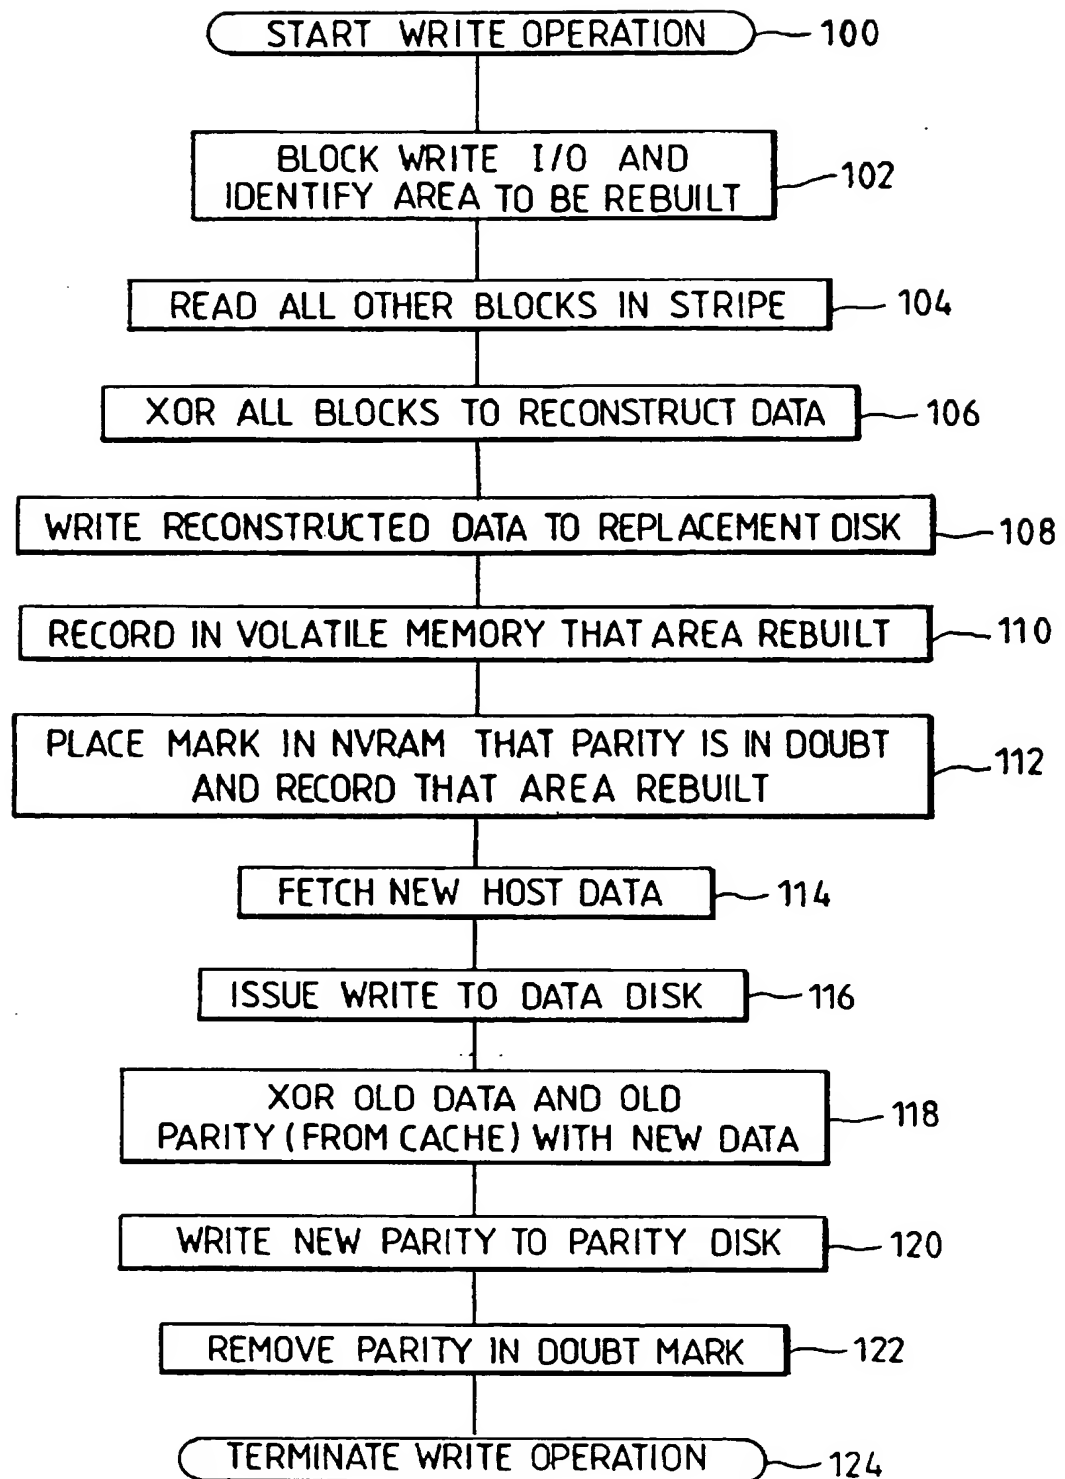 START WRITE OPERATION 100
BLOCK WRITE I/O AND
IDENTIFY AREA TO BE REBUILT 102
READ ALL OTHER BLOCKS IN STRIPE 104
XOR ALL BLOCKS TO RECONSTRUCT DATA 106
WRITE RECONSTRUCTED DATA TO REPLACEMENT DISK 108
RECORD IN VOLATILE MEMORY THAT AREA REBUILT 110
PLACE MARK IN NVRAM THAT PARITY IS IN DOUBT
AND RECORD THAT AREA REBUILT 112
FETCH NEW HOST DATA 114
ISSUE WRITE TO DATA DISK 116
XOR OLD DATA AND OLD
PARITY (FROM CACHE) WITH NEW DATA 118
WRITE NEW PARITY TO PARITY DISK 120
REMOVE PARITY IN DOUBT MARK 122
TERMINATE WRITE OPERATION 124